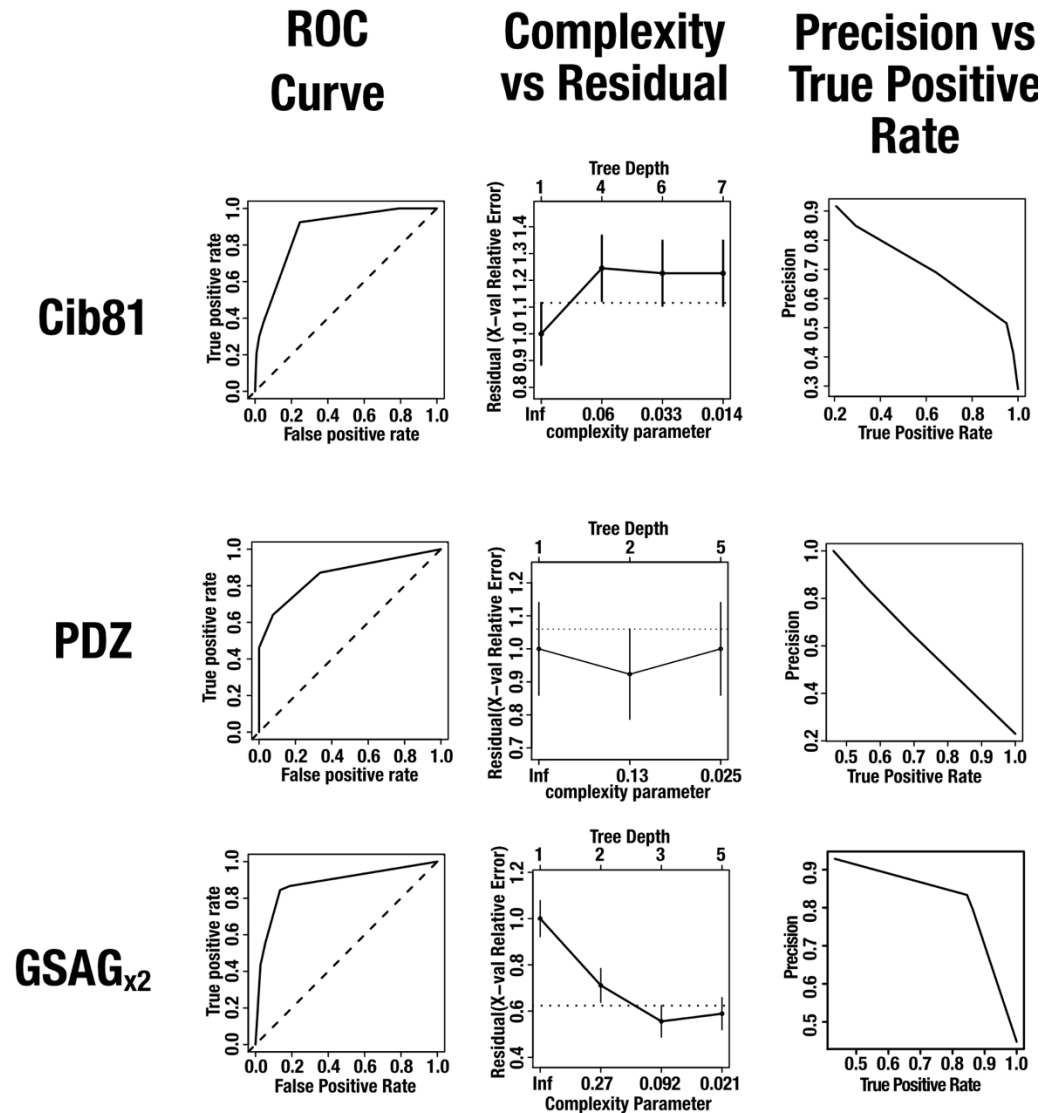 ROC
Curve
Complexity
vs Residual
Precision vs
True Positive
Rate
Cib81
True positive rate
0.0 0.2 0.4 0.6 0.8 1.0
0.0 0.2 0.4 0.6 0.8 1.0
False positive rate
Tree Depth
1 4 6 7
Residual (X–val Relative Error)
0.8 0.9 1.0 1.1 1.2 1.3 1.4
Inf 0.06 0.033 0.014
complexity parameter
Precision
0.3 0.4 0.5 0.6 0.7 0.8 0.9
0.2 0.4 0.6 0.8 1.0
True Positive Rate
PDZ
True positive rate
0.0 0.2 0.4 0.6 0.8 1.0
0.0 0.2 0.4 0.6 0.8 1.0
False positive rate
Tree Depth
1 2 5
Residual(X–val Relative Error)
0.7 0.8 0.9 1.0 1.1 1.2
Inf 0.13 0.025
complexity parameter
Precision
0.2 0.4 0.6 0.8 1.0
0.5 0.6 0.7 0.8 0.9 1.0
True Positive Rate
GSAGx2
True positive rate
0.0 0.2 0.4 0.6 0.8 1.0
0.0 0.2 0.4 0.6 0.8 1.0
False Positive Rate
Tree Depth
1 2 3 5
Residual(X–val Relative Error)
0.4 0.6 0.8 1.0 1.2
Inf 0.27 0.092 0.021
Complexity Parameter
Precision
0.5 0.6 0.7 0.8 0.9
0.5 0.6 0.7 0.8 0.9 1.0
True Positive Rate